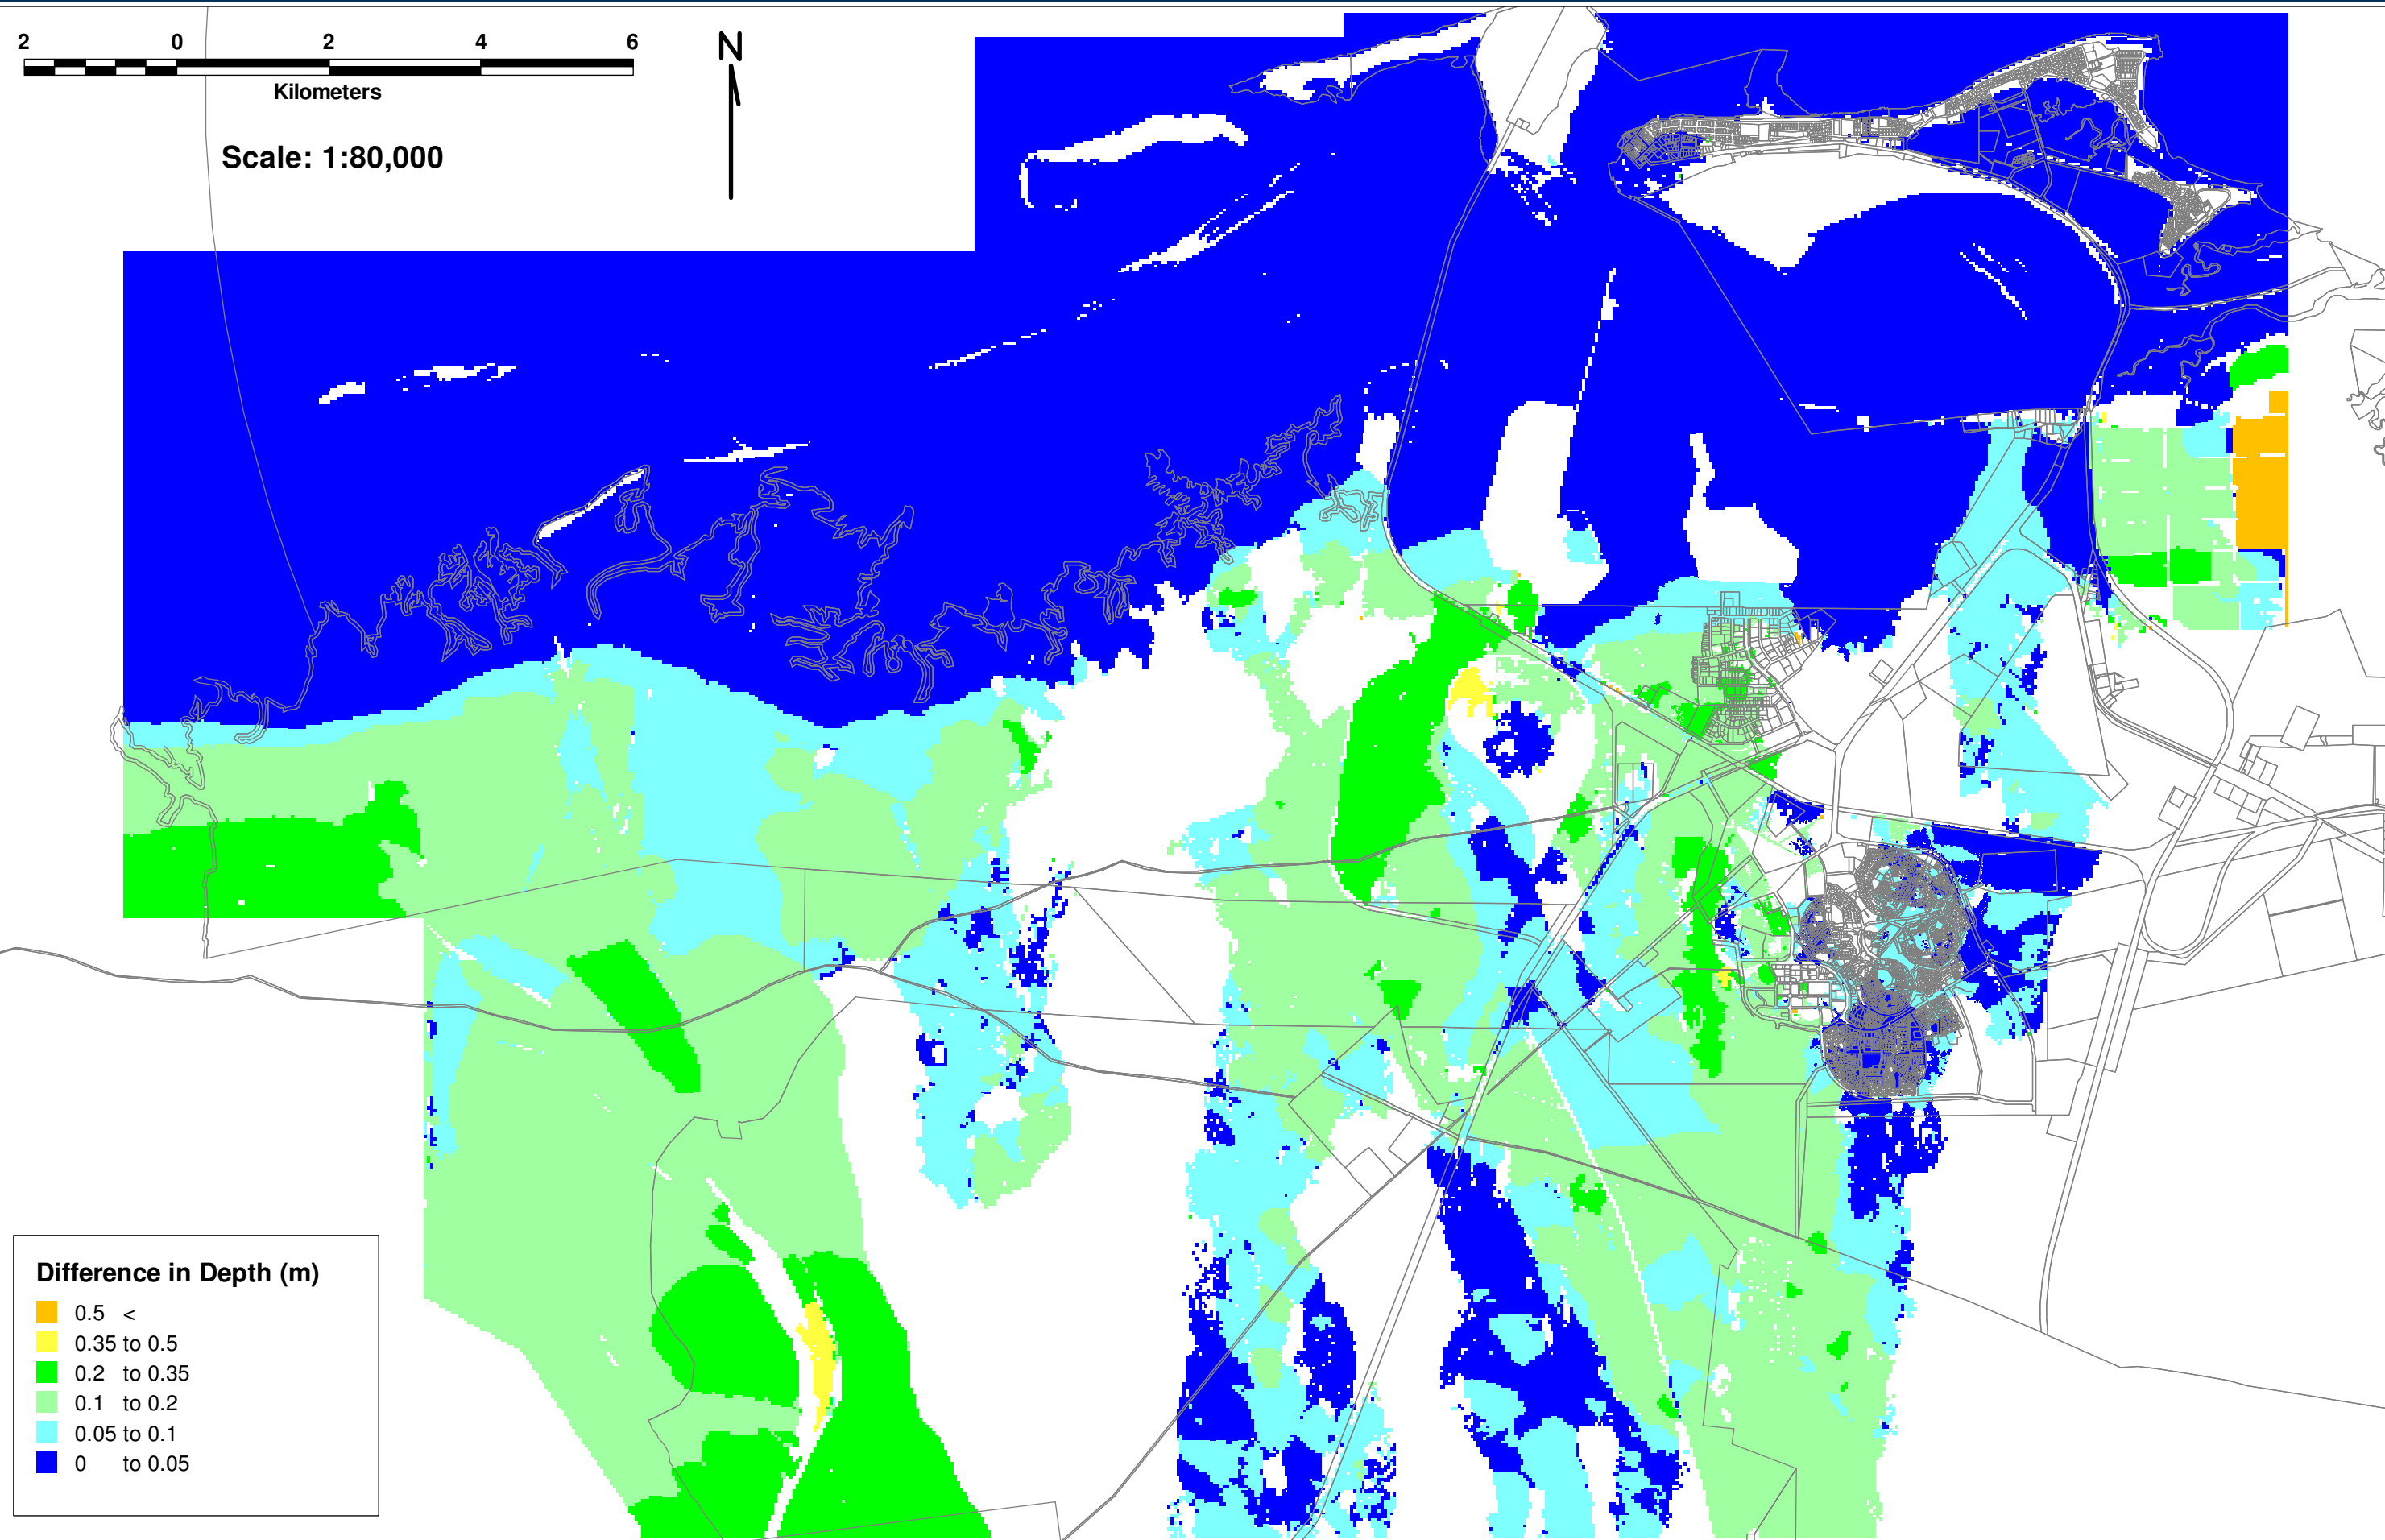 2 0 2 4 6
Kilometers
Scale: 1:80,000
N
Difference in Depth (m)
0.5 <
0.35 to 0.5
0.2 to 0.35
0.1 to 0.2
0.05 to 0.1
0 to 0.05